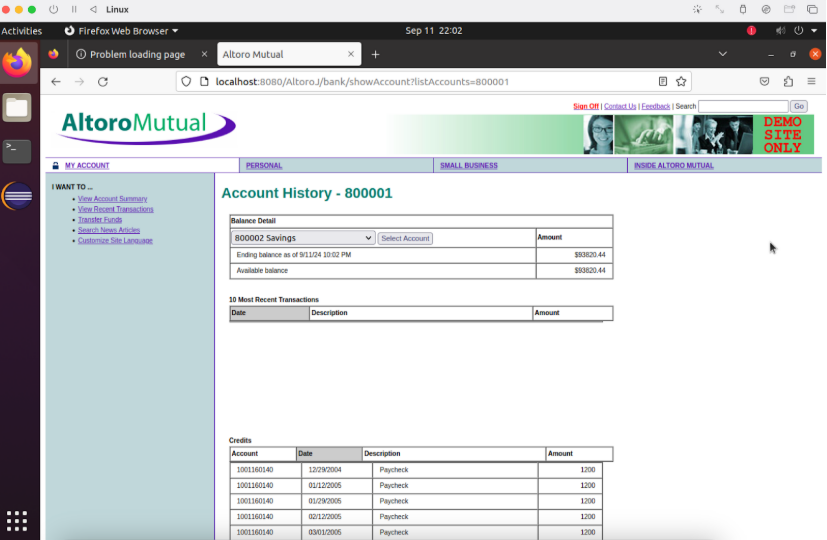 Linux
Activities
Firefox Web Browser
Sep 11 22:02
Problem loading page
Altoro Mutual
localhost:8080/AltoroJ/bank/showAccount?listAccounts=800001
Sign Off | Contact Us | Feedback | Search
Go
AltoroMutual
DEMO
SITE
ONLY
MY ACCOUNT
PERSONAL
SMALL BUSINESS
INSIDE ALTORO MUTUAL
I WANT TO ...
• View Account Summary
• View Recent Transactions
• Transfer Funds
• Search News Articles
• Customize Site Language
Account History - 800001
Balance Detail
800002 Savings
Select Account
Amount
Ending balance as of 9/11/24 10:02 PM $93820.44
Available balance $93820.44
10 Most Recent Transactions
Date Description Amount
Credits
Account Date Description Amount
1001160140 12/29/2004 Paycheck 1200
1001160140 01/12/2005 Paycheck 1200
1001160140 01/29/2005 Paycheck 1200
1001160140 02/12/2005 Paycheck 1200
1001160140 03/01/2005 Paycheck 1200